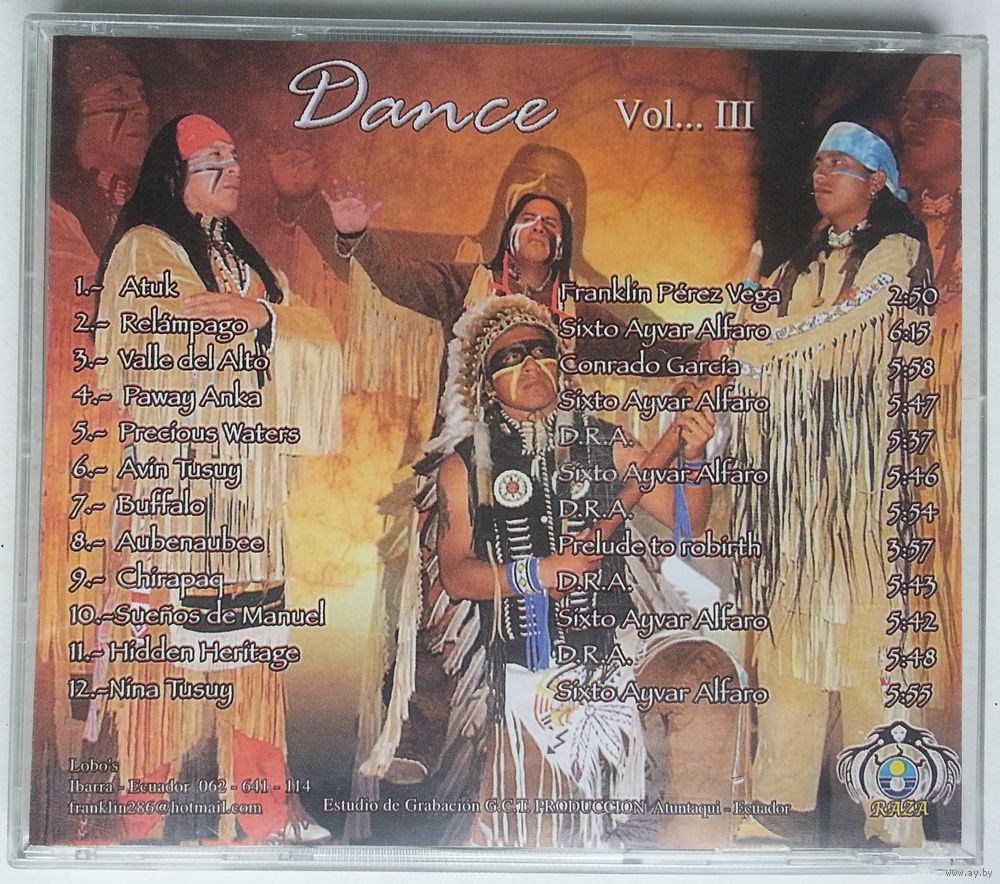 Dance Vol... III
1.- Atuk Franklin Pérez Vega 2:50
2.- Relámpago Sixto Ayvar Alfaro 6:15
3.- Valle del Alto Conrado García 5:58
4.- Paway Anka Sixto Ayvar Alfaro 5:47
5.- Precious Waters D.R.A. 5:37
6.- Avin Tusuy Sixto Ayvar Alfaro 5:46
7.- Buffalo D.R.A. 5:54
8.- Aubenaubee Prelude to robirth 3:57
9.- Chirapaq D.R.A. 5:43
10.-Sueños de Manuel Sixto Ayvar Alfaro 5:42
11.- Hidden Heritage D.R.A. 5:48
12.-Nina Tusuy Sixto Ayvar Alfaro 5:55
Lobo's
Ibarra - Ecuador 062 - 641 - 114
franklin286@hotmail.com
Estudio de Grabación G.C.T. PRODUCCION Atuntaqui - Ecuador
RAZA
www.ay.by